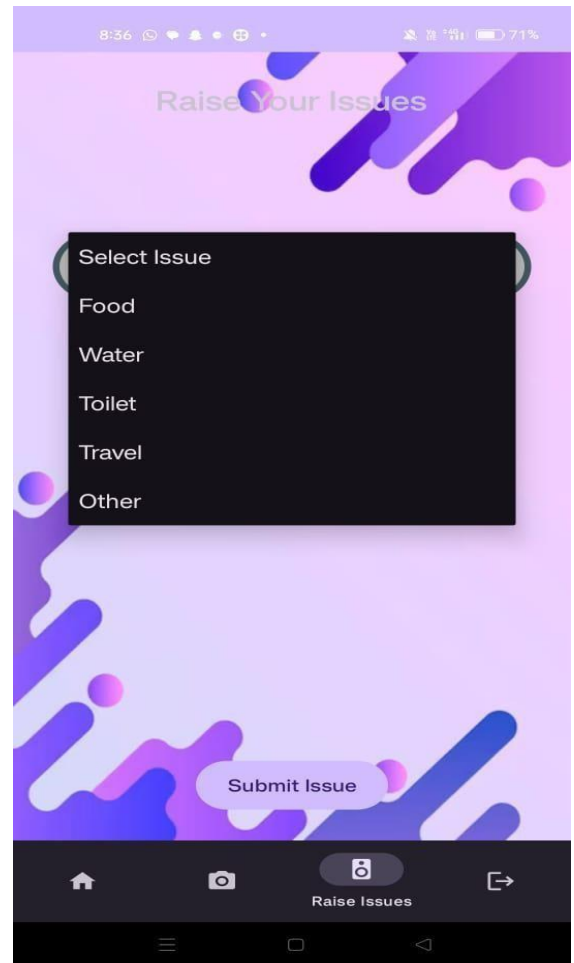 8:36
71%
Raise Your Issues
Select Issue
Food
Water
Toilet
Travel
Other
Submit Issue
Raise Issues